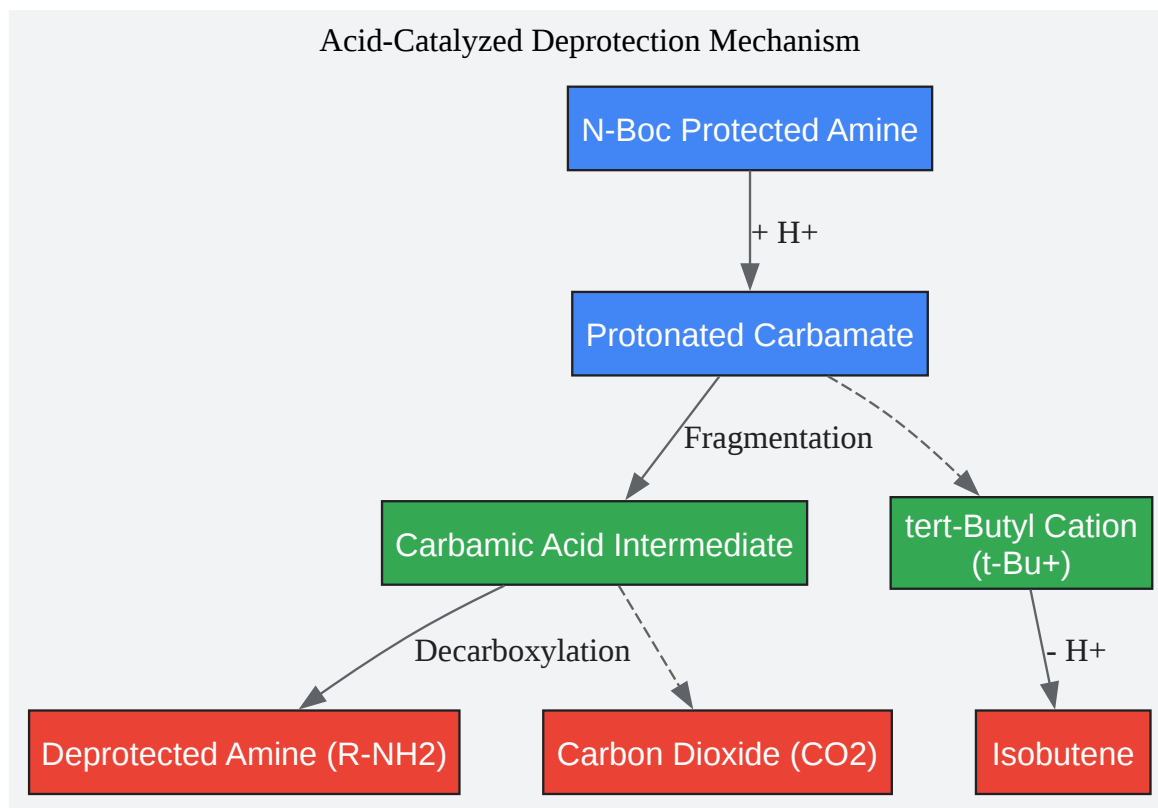 Acid-Catalyzed Deprotection Mechanism
N-Boc Protected Amine
+ H+
Protonated Carbamate
Fragmentation
Carbamic Acid Intermediate
tert-Butyl Cation
(t-Bu+)
Decarboxylation
- H+
Deprotected Amine (R-NH2)
Carbon Dioxide (CO2)
Isobutene